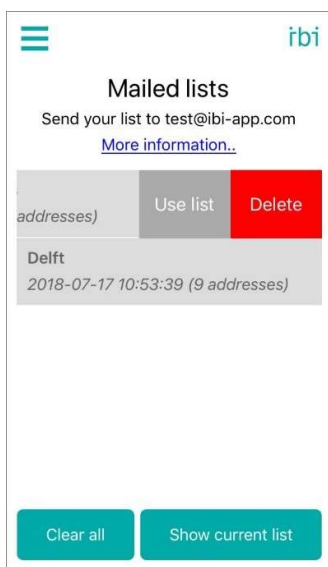 ibi
Mailed lists
Send your list to test@ibi-app.com
More information..
addresses)
Use list
Delete
Delft
2018-07-17 10:53:39 (9 addresses)
Clear all
Show current list